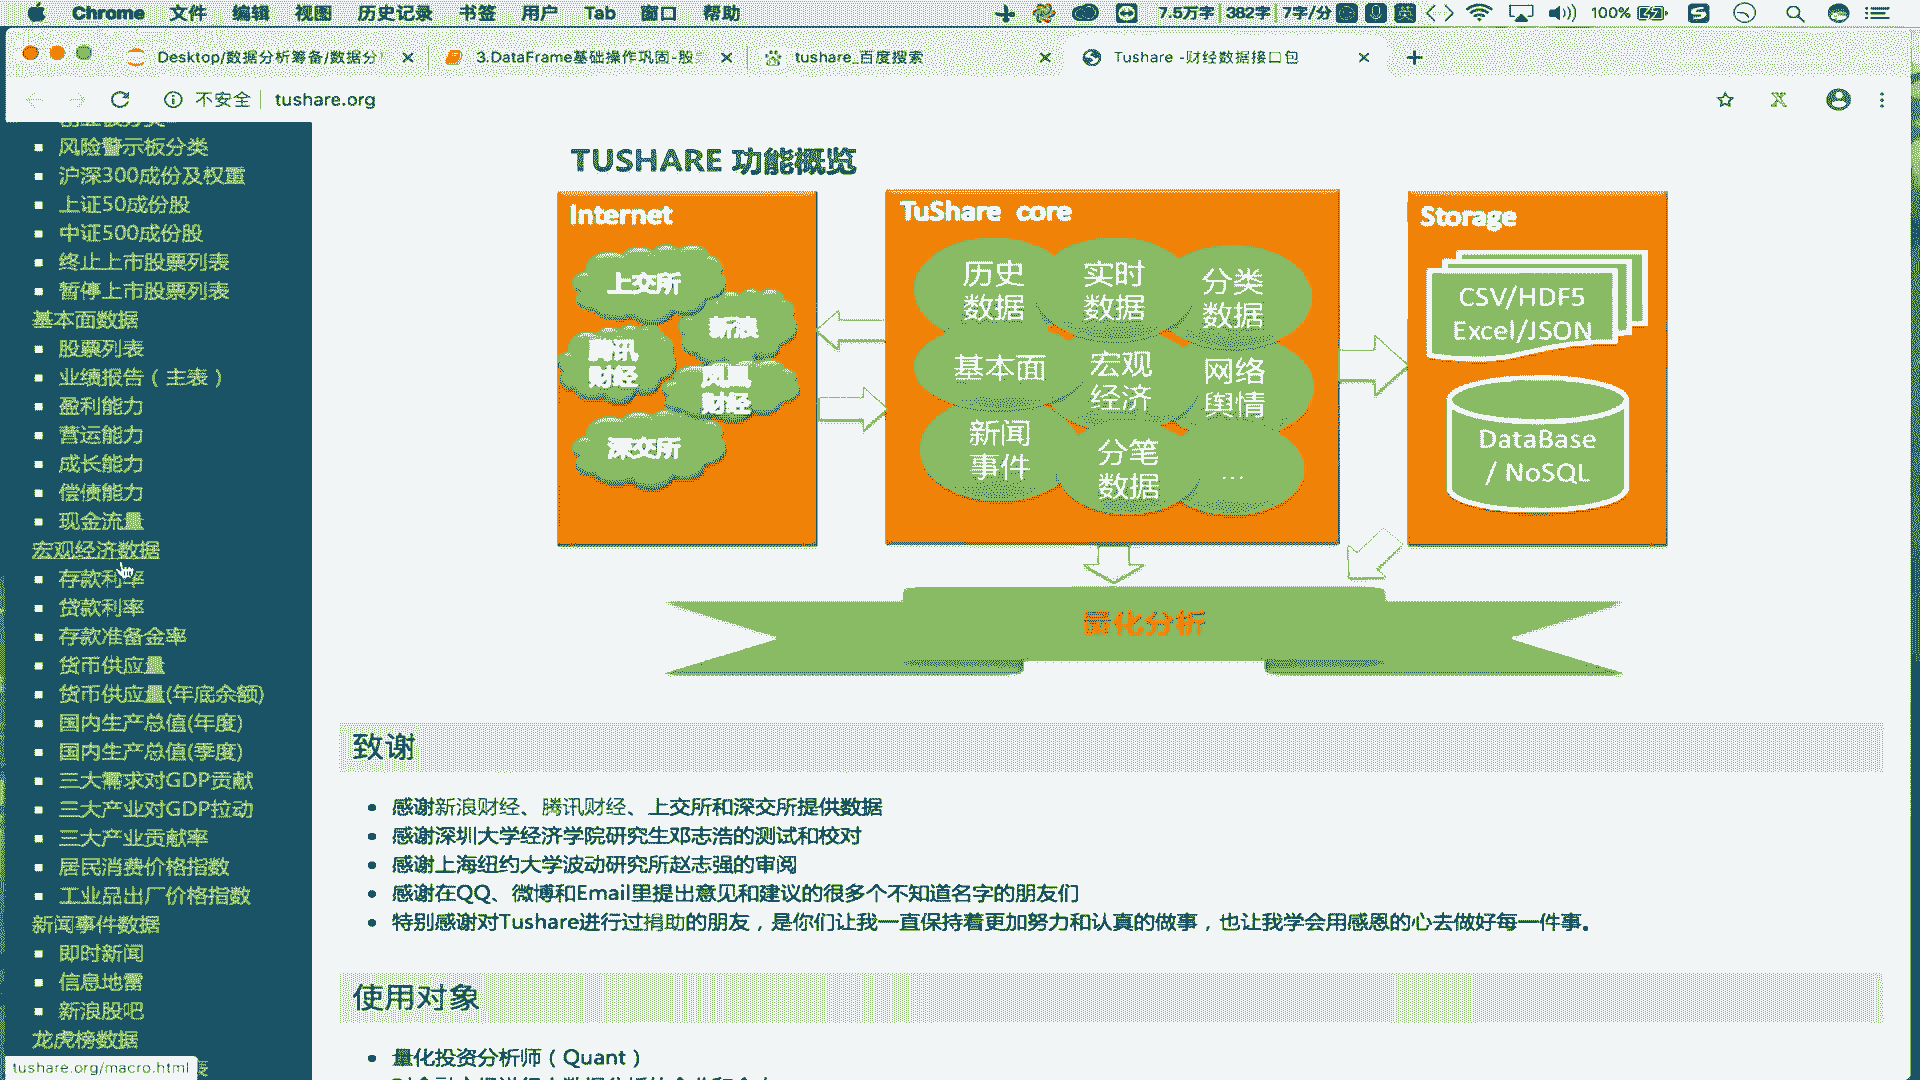 Chrome 文件 编辑 视图 历史记录 书签 用户 Tab 窗口 帮助 7.5万字 382字 7字/分 英 100%
Desktop/数据分析筹备/数据分 3.DataFrame基础操作巩固-股 tushare_百度搜索 Tushare -财经数据接口包
不安全 tushare.org
风险警示板分类
沪深300成份及权重
上证50成份股
中证500成份股
终止上市股票列表
暂停上市股票列表
基本面数据
股票列表
业绩报告（主表）
盈利能力
营运能力
成长能力
偿债能力
现金流量
宏观经济数据
存款利率
贷款利率
存款准备金率
货币供应量
货币供应量(年底余额)
国内生产总值(年度)
国内生产总值(季度)
三大需求对GDP贡献
三大产业对GDP拉动
三大产业贡献率
居民消费价格指数
工业品出厂价格指数
新闻事件数据
即时新闻
信息地雷
新浪股吧
龙虎榜数据
tushare.org/macro.html
TUSHARE 功能概览
Internet
上交所
新浪
腾讯
财经
凤凰
财经
深交所
TuShare core
历史
数据
实时
数据
分类
数据
基本面
宏观
经济
网络
舆情
新闻
事件
分笔
数据
...
Storage
CSV/HDF5
Excel/JSON
DataBase
/ NoSQL
量化分析
致谢
感谢新浪财经、腾讯财经、上交所和深交所提供数据
感谢深圳大学经济学院研究生邓志浩的测试和校对
感谢上海纽约大学波动研究所赵志强的审阅
感谢在QQ、微博和Email里提出意见和建议的很多个不知道名字的朋友们
特别感谢对Tushare进行过捐助的朋友，是你们让我一直保持着更加努力和认真的做事，也让我学会用感恩的心去做好每一件事。
使用对象
量化投资分析师（Quant）